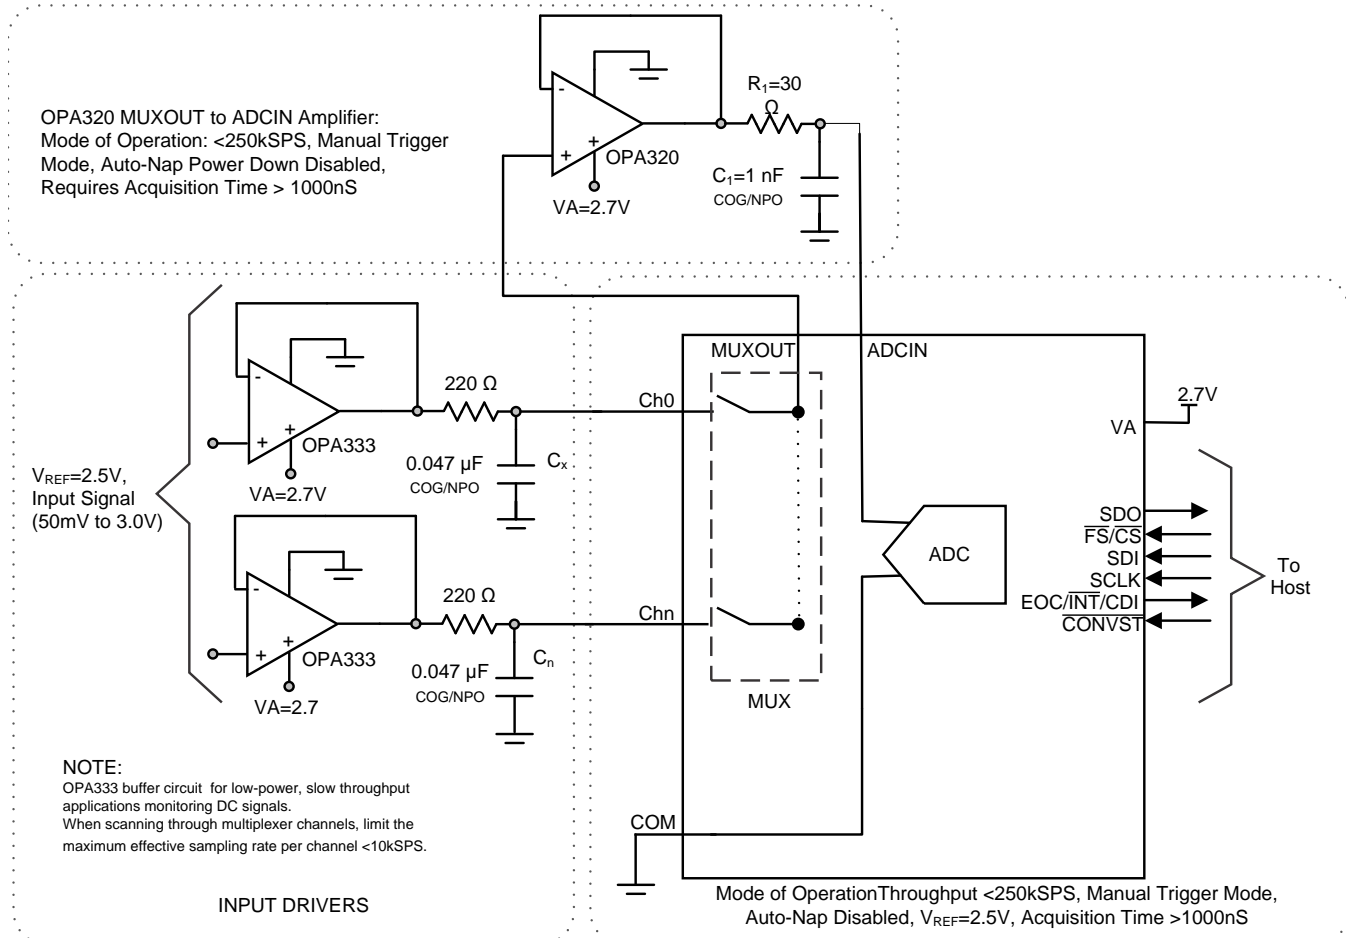 OPA320 MUXOUT to ADCIN Amplifier:
Mode of Operation: <250kSPS, Manual Trigger
Mode, Auto-Nap Power Down Disabled,
Requires Acquisition Time > 1000nS
-
+
+
OPA320
VA=2.7V
R1=30
Ω
C1=1 nF
COG/NPO
VREF=2.5V,
Input Signal
(50mV to 3.0V)
-
+
+
OPA333
VA=2.7V
220 Ω
0.047 µF
COG/NPO
Cx
-
+
+
OPA333
VA=2.7
220 Ω
0.047 µF
COG/NPO
Cn
NOTE:
OPA333 buffer circuit for low-power, slow throughput
applications monitoring DC signals.
When scanning through multiplexer channels, limit the
maximum effective sampling rate per channel <10kSPS.
INPUT DRIVERS
MUXOUT
ADCIN
Ch0
Chn
MUX
ADC
COM
VA
2.7V
SDO
FS/CS
SDI
SCLK
EOC/INT/CDI
CONVST
To
Host
Mode of OperationThroughput <250kSPS, Manual Trigger Mode,
Auto-Nap Disabled, VREF=2.5V, Acquisition Time >1000nS